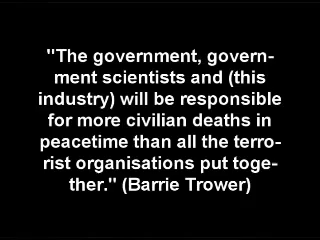 "The government, govern-
ment scientists and (this
industry) will be responsible
for more civilian deaths in
peacetime than all the terro-
rist organisations put toge-
ther." (Barrie Trower)